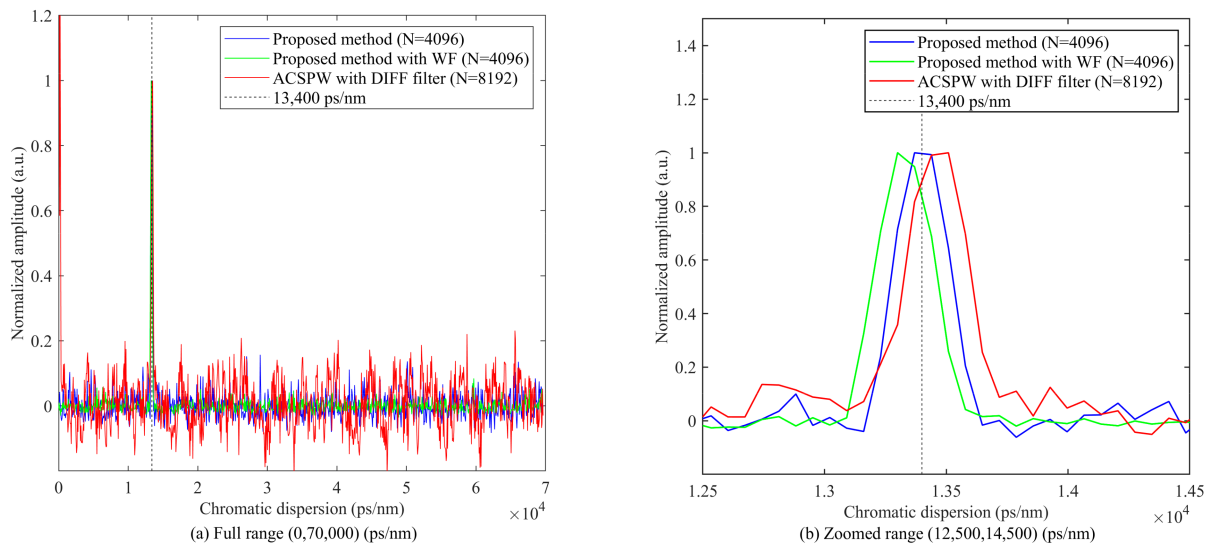 1.2
1
0.8
0.6
0.4
0.2
0
Normalized amplitude (a.u.)
Proposed method (N=4096)
Proposed method with WF (N=4096)
ACSPW with DIFF filter (N=8192)
13,400 ps/nm
0 1 2 3 4 5 6 7
Chromatic dispersion (ps/nm)
×10⁴
(a) Full range (0,70,000) (ps/nm)
1.4
1.2
1
0.8
0.6
0.4
0.2
0
Normalized amplitude (a.u.)
Proposed method (N=4096)
Proposed method with WF (N=4096)
ACSPW with DIFF filter (N=8192)
13,400 ps/nm
1.25 1.3 1.35 1.4 1.45
Chromatic dispersion (ps/nm)
×10⁴
(b) Zoomed range (12,500,14,500) (ps/nm)